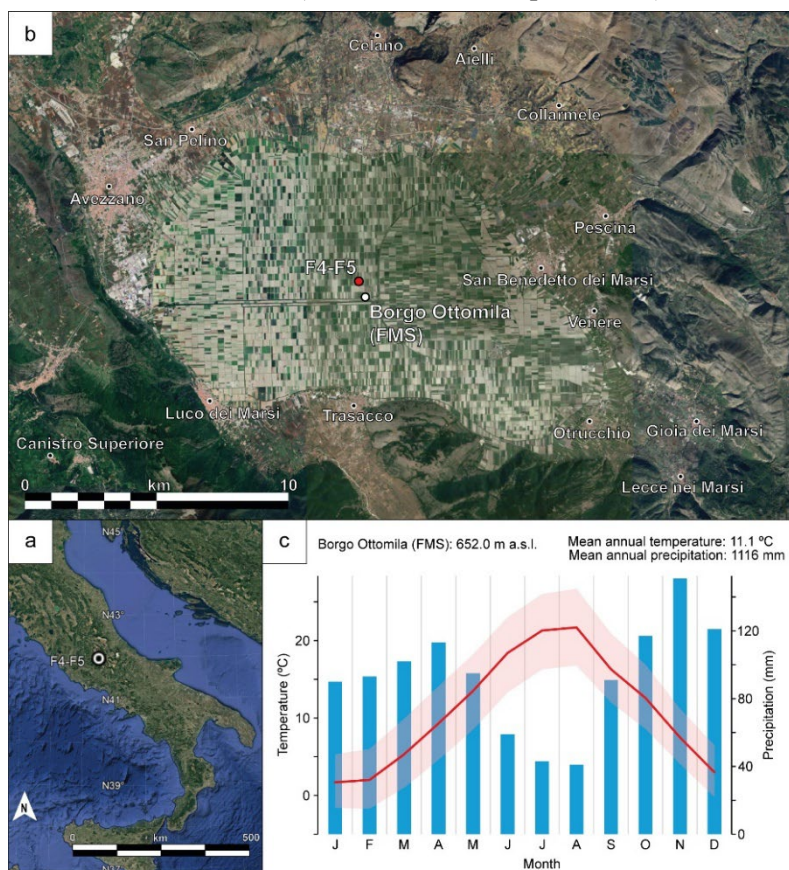 b
Celano
Aielli
Collarmele
San Pelino
Avezzano
Pescina
F4-F5
San Benedetto dei Marsi
Borgo Ottomila
(FMS)
Venere
Luco dei Marsi
Trasacco
Otrucchio
Gioia dei Marsi
Canistro Superiore
Lecce nei Marsi
0 km 10
a
N45°
N43°
F4-F5
N41°
N39°
N
0 km 500
N37°
c
Borgo Ottomila (FMS): 652.0 m a.s.l.
Mean annual temperature: 11.1 ºC
Mean annual precipitation: 1116 mm
Temperature (ºC)
20
10
0
Precipitation (mm)
120
80
40
0
J F M A M J J A S O N D
Month